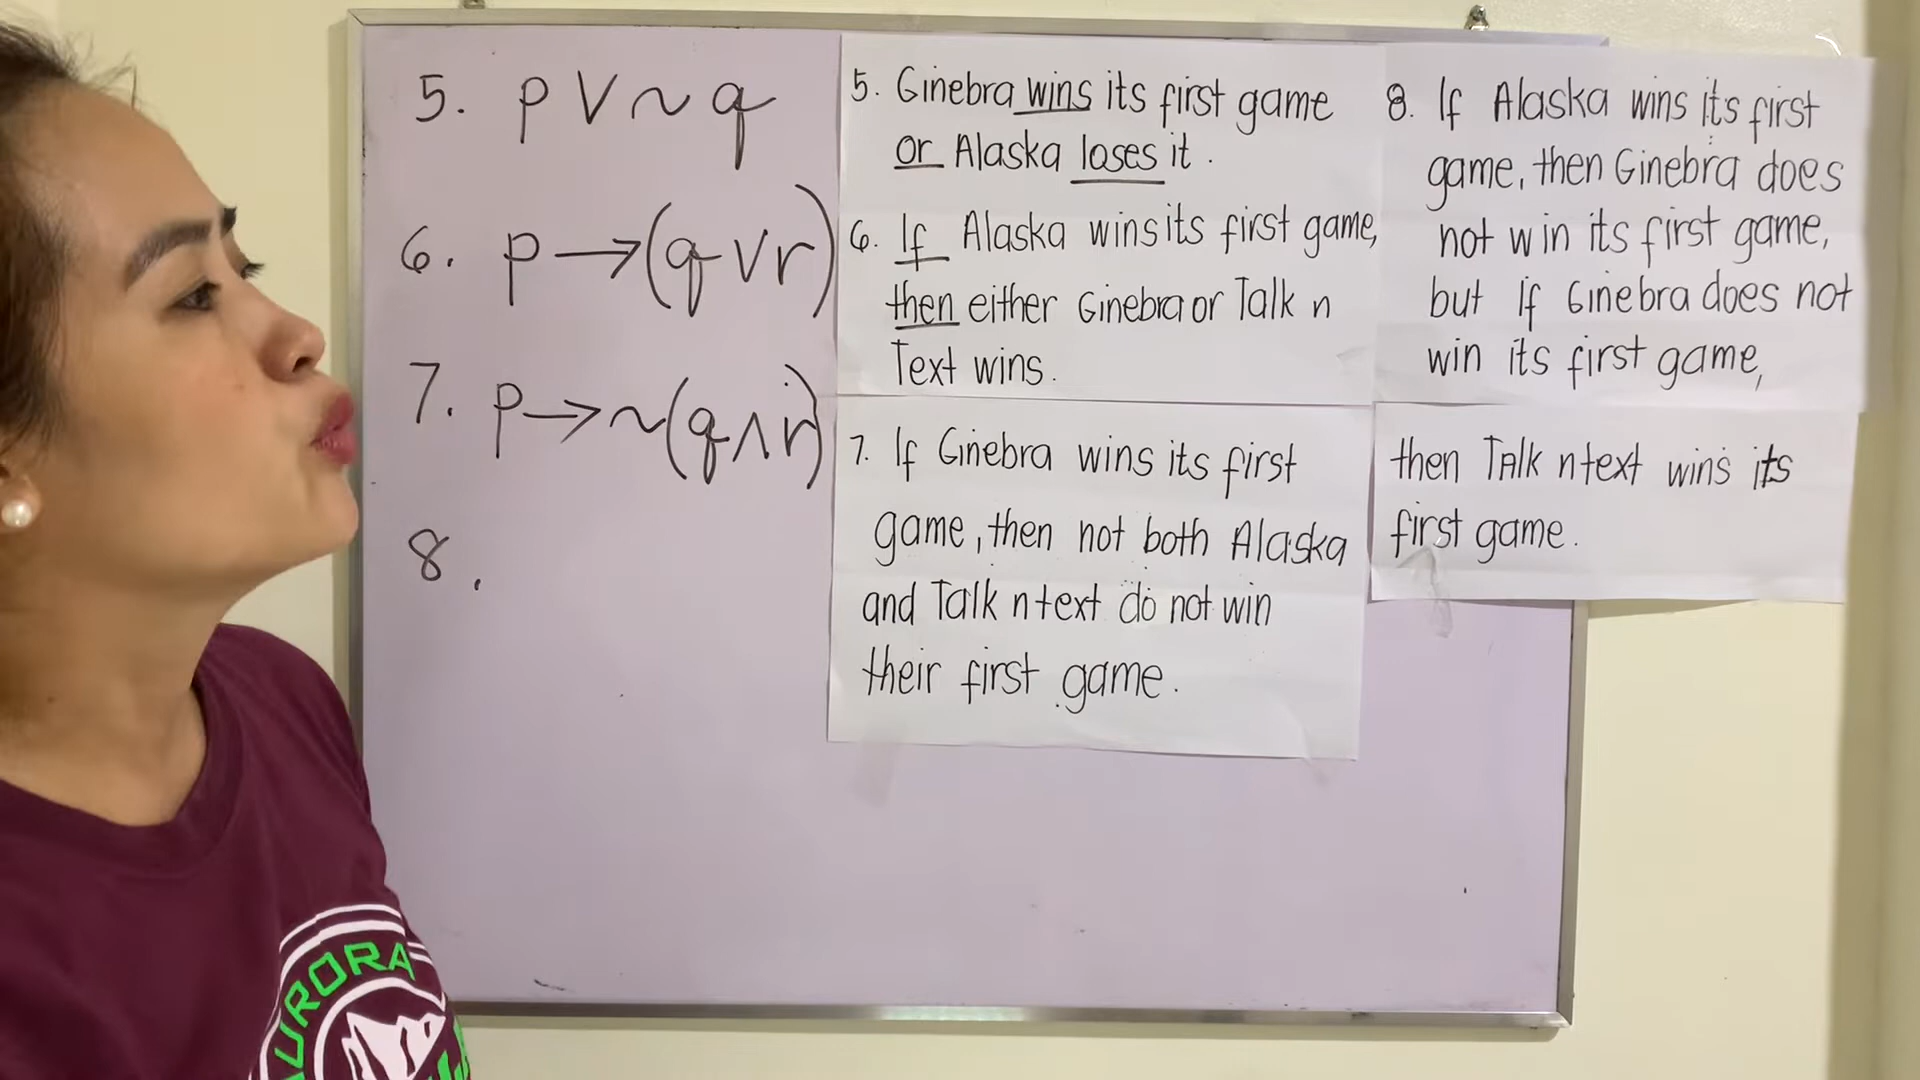 5. p ∨ ~ q
6. p → (q ∨ r)
7. p → ~(q ∧ r)
8.
5. Ginebra wins its first game
or Alaska loses it.
6. If Alaska wins its first game,
then either Ginebra or Talk n
Text wins.
7. If Ginebra wins its first
game, then not both Alaska
and Talk n text do not win
their first game.
8. If Alaska wins its first
game, then Ginebra does
not win its first game,
but if Ginebra does not
win its first game,
then Talk n text wins its
first game.
AURORA